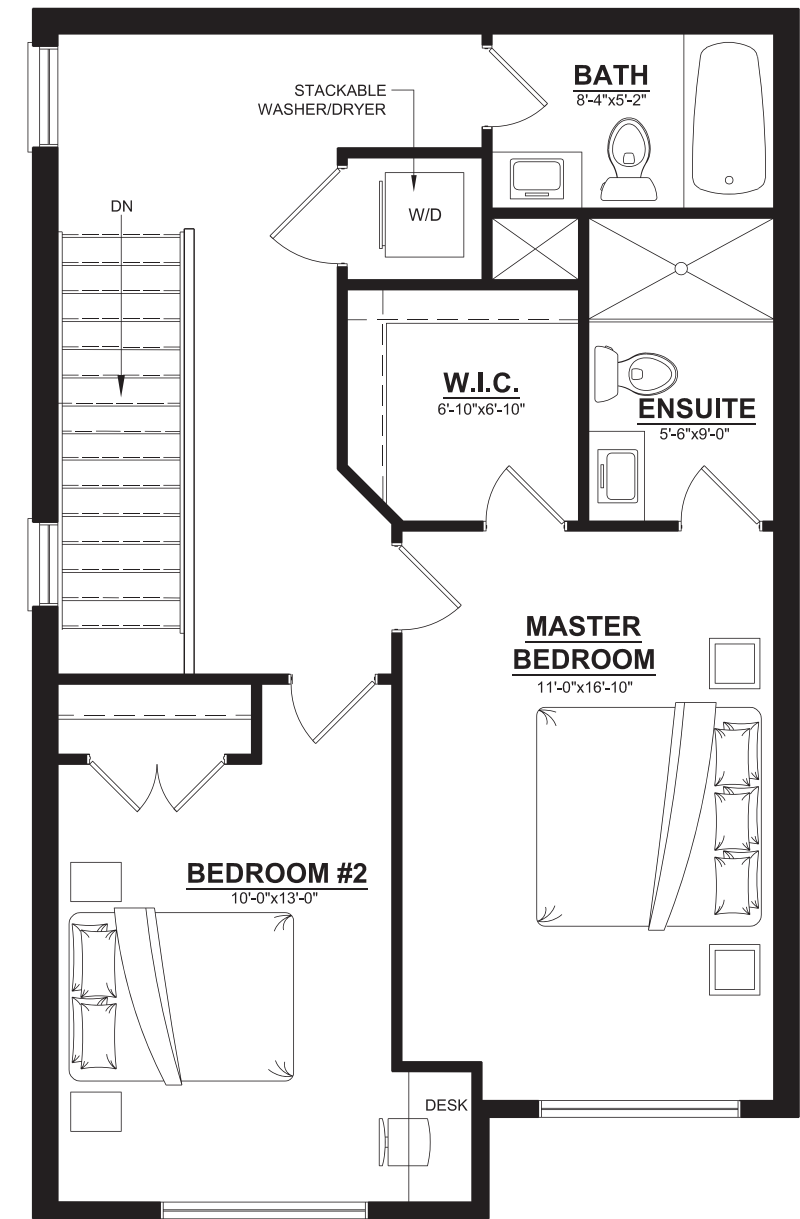 BATH
8'-4"x5'-2"
STACKABLE
WASHER/DRYER
DN
W/D
W.I.C.
6'-10"x6'-10"
ENSUITE
5'-6"x9'-0"
MASTER
BEDROOM
11'-0"x16'-10"
BEDROOM #2
10'-0"x13'-0"
DESK